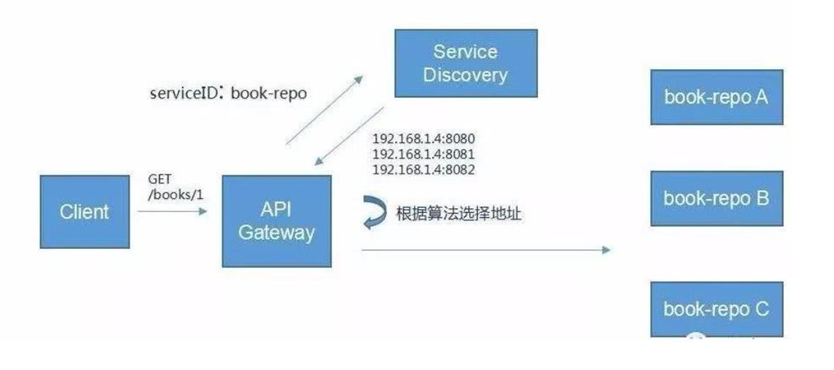 Service
Discovery
serviceID: book-repo
book-repo A
192.168.1.4:8080
192.168.1.4:8081
192.168.1.4:8082
GET
/books/1
Client
API
Gateway
根据算法选择地址
book-repo B
book-repo C